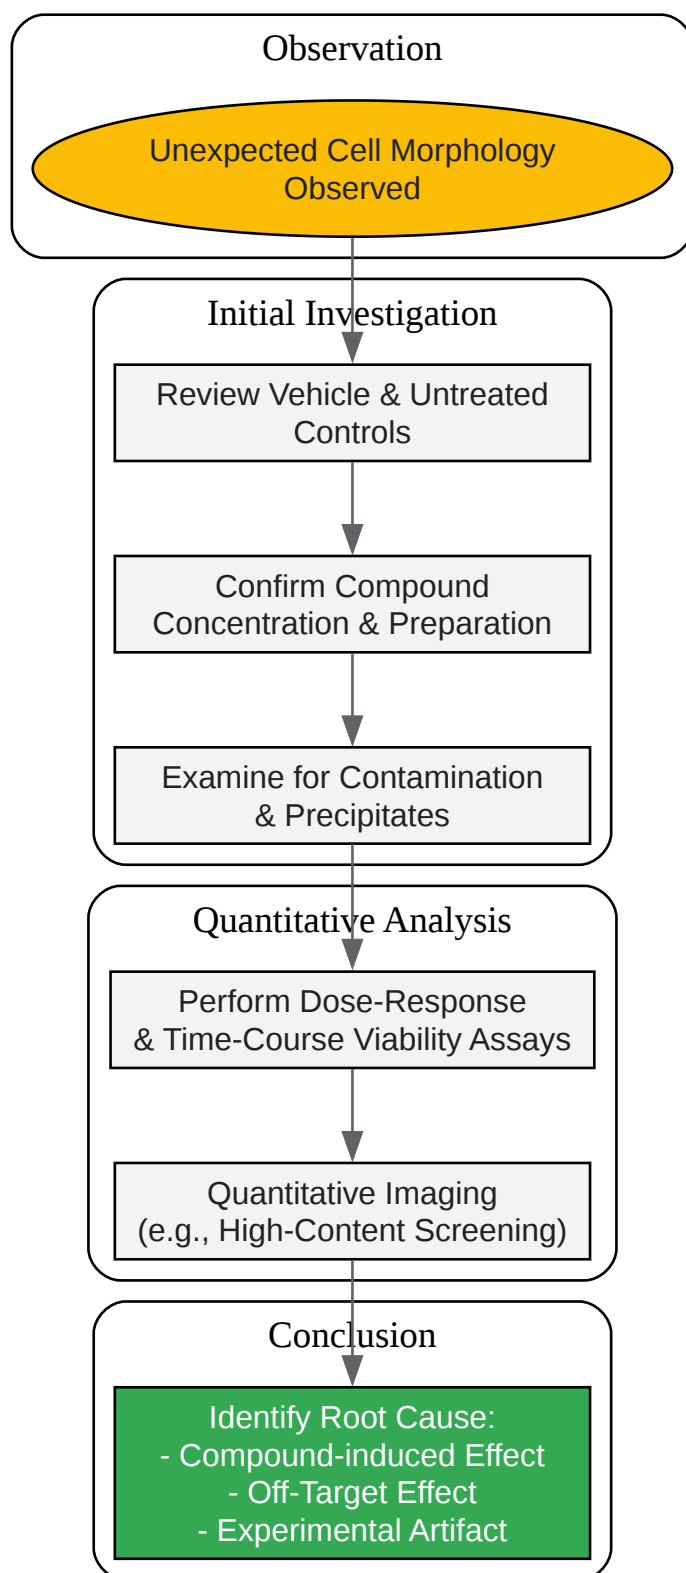 Observation
Unexpected Cell Morphology
Observed
Initial Investigation
Review Vehicle & Untreated
Controls
Confirm Compound
Concentration & Preparation
Examine for Contamination
& Precipitates
Quantitative Analysis
Perform Dose-Response
& Time-Course Viability Assays
Quantitative Imaging
(e.g., High-Content Screening)
Conclusion
Identify Root Cause:
- Compound-induced Effect
- Off-Target Effect
- Experimental Artifact